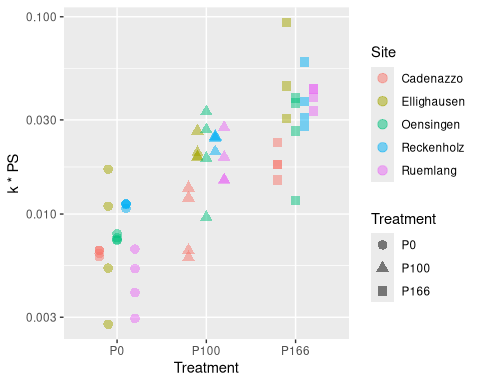 0.100
0.030
0.010
0.003
k * PS
P0
P100
P166
Treatment
Site
Cadenazzo
Ellighausen
Oensingen
Reckenholz
Ruemlang
Treatment
P0
P100
P166